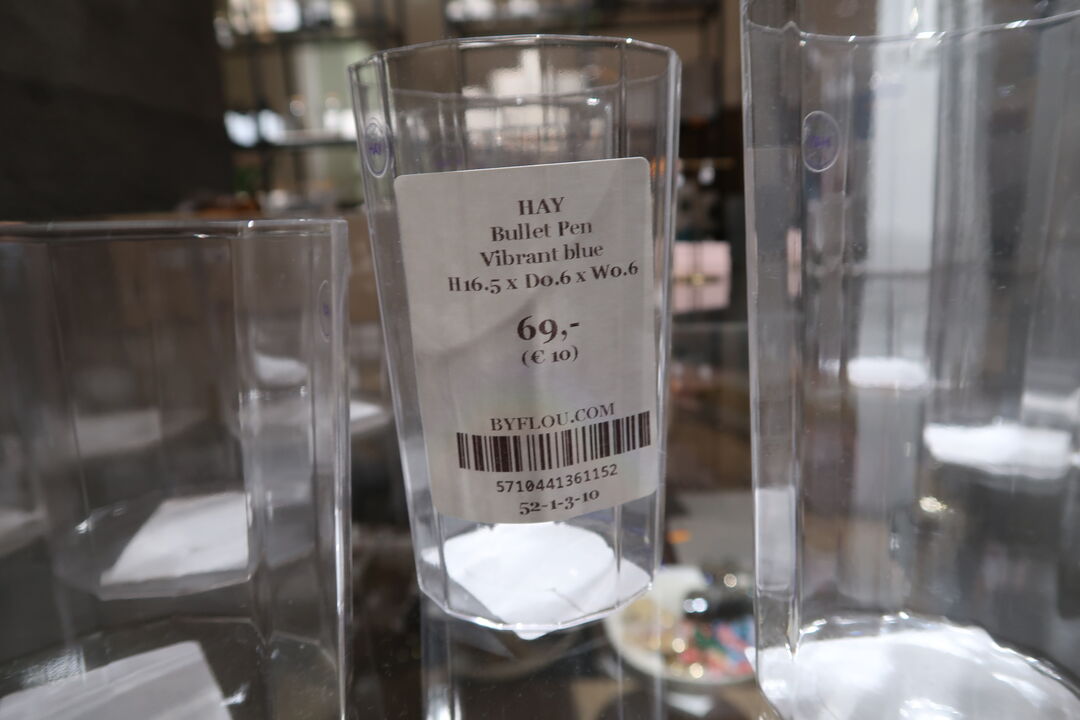 HAY
Bullet Pen
Vibrant blue
H16.5 x D0.6 x W0.6
69,-
(€ 10)
BYFLOU.COM
5710441361152
52-1-3-10